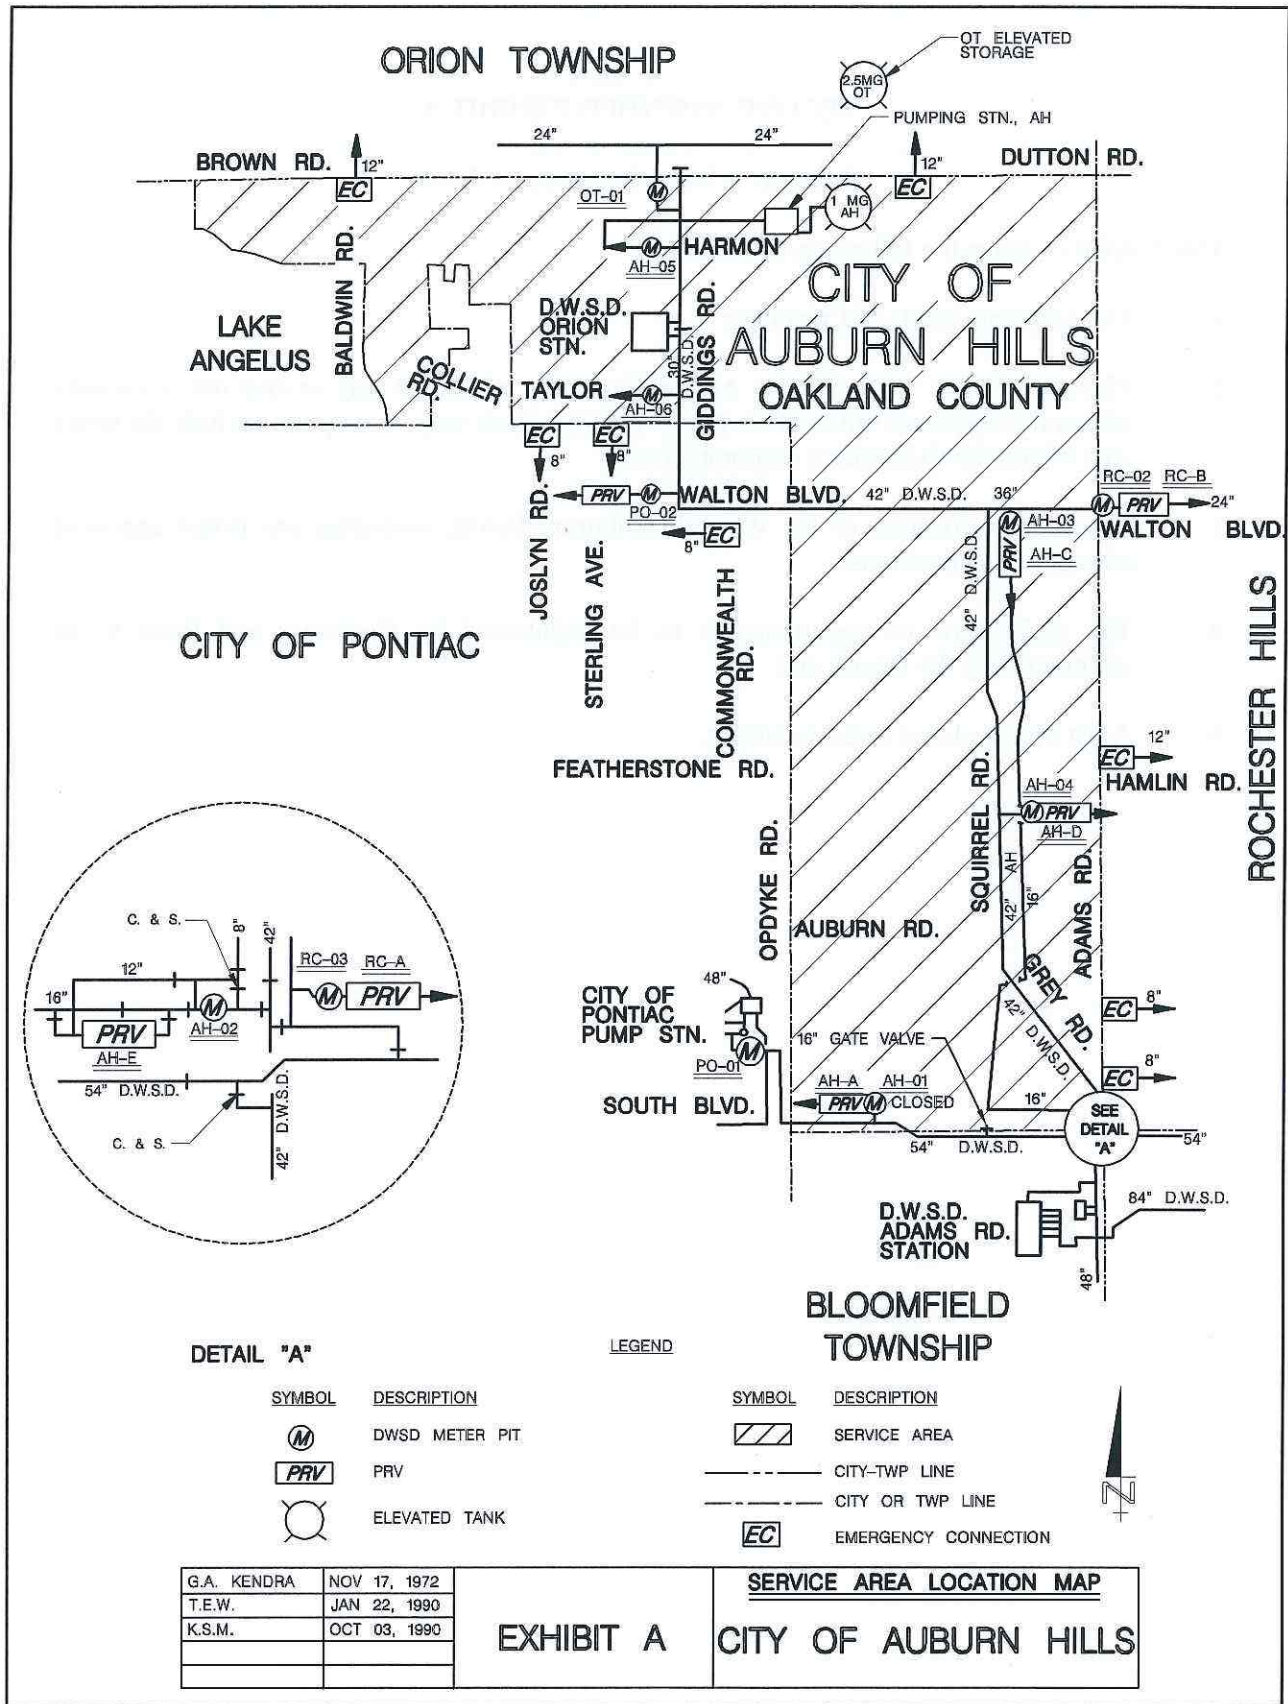 ORION TOWNSHIP
OT ELEVATED
STORAGE
2.5MG
OT
PUMPING STN., AH
24"
24"
BROWN RD.
12"
12"
DUTTON RD.
EC
EC
OT-01
M
1 MG
AH
M
HARMON
AH-05
BALDWIN RD.
CITY OF
AUBURN HILLS
OAKLAND COUNTY
LAKE
ANGELUS
D.W.S.D.
ORION
STN.
30"
D.W.S.D.
GIDDINGS RD.
COLLIER
RD.
TAYLOR
M
AH-06
EC
EC
8"
8"
PRV
M
PO-02
WALTON BLVD.
42" D.W.S.D.
36"
RC-02
RC-B
M
PRV
24"
WALTON BLVD.
M
AH-03
PRV
AH-C
8"
EC
JOSLYN RD.
STERLING AVE.
COMMONWEALTH
RD.
42" D.W.S.D.
CITY OF PONTIAC
ROCHESTER HILLS
FEATHERSTONE RD.
EC
12"
HAMLIN RD.
AH-04
M
PRV
AH-D
OPDYKE RD.
SQUIRREL RD.
AH
42"
16"
ADAMS RD.
AUBURN RD.
GREY RD.
42" D.W.S.D.
C. & S.
8"
42"
12"
RC-03
RC-A
16"
M
PRV
M
AH-02
PRV
AH-E
54" D.W.S.D.
C. & S.
42" D.W.S.D.
48"
CITY OF
PONTIAC
PUMP STN.
M
PO-01
16" GATE VALVE
EC
8"
EC
8"
SOUTH BLVD.
AH-A
AH-01
PRV
M
CLOSED
16"
SEE
DETAIL
"A"
54"
D.W.S.D.
54"
D.W.S.D.
ADAMS RD.
STATION
84" D.W.S.D.
48"
BLOOMFIELD
TOWNSHIP
DETAIL "A"
LEGEND
SYMBOL DESCRIPTION
M DWSD METER PIT
PRV PRV
ELEVATED TANK
SYMBOL DESCRIPTION
SERVICE AREA
CITY-TWP LINE
CITY OR TWP LINE
EC EMERGENCY CONNECTION
N
G.A. KENDRA NOV 17, 1972
T.E.W. JAN 22, 1990
K.S.M. OCT 03, 1990
EXHIBIT A
SERVICE AREA LOCATION MAP
CITY OF AUBURN HILLS